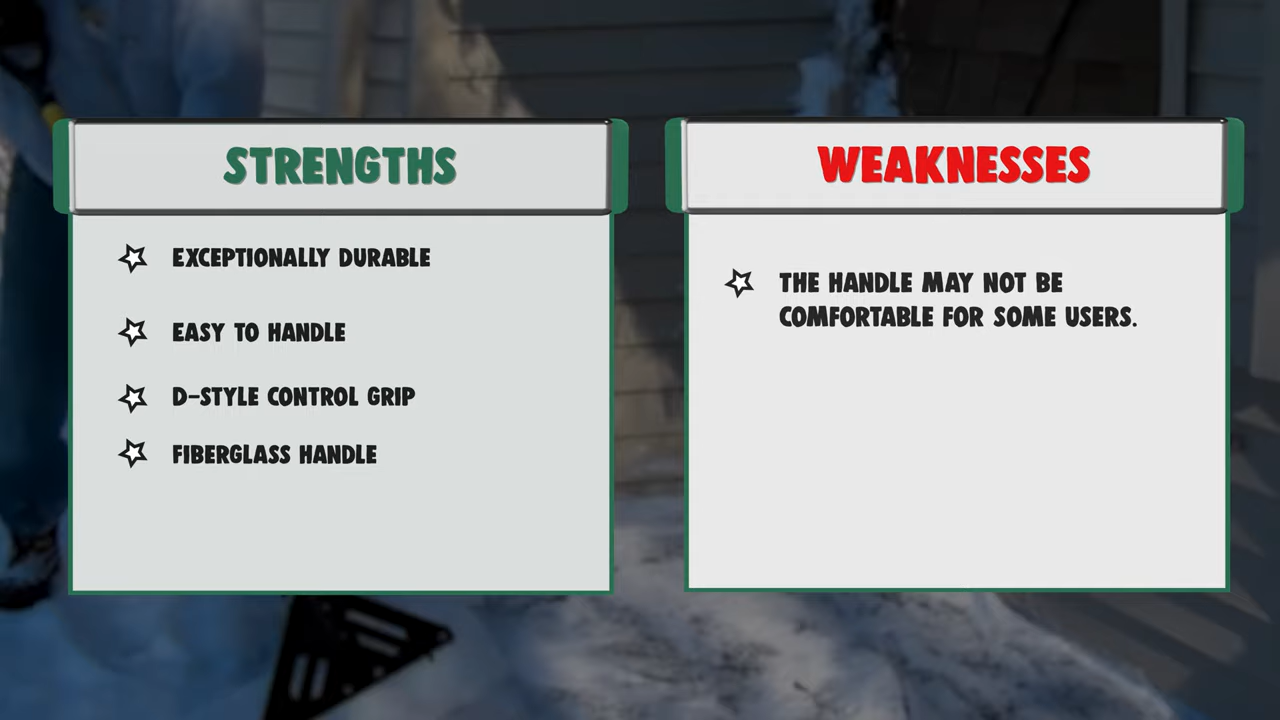 STRENGTHS
EXCEPTIONALLY DURABLE
EASY TO HANDLE
D-STYLE CONTROL GRIP
FIBERGLASS HANDLE
WEAKNESSES
THE HANDLE MAY NOT BE
COMFORTABLE FOR SOME USERS.